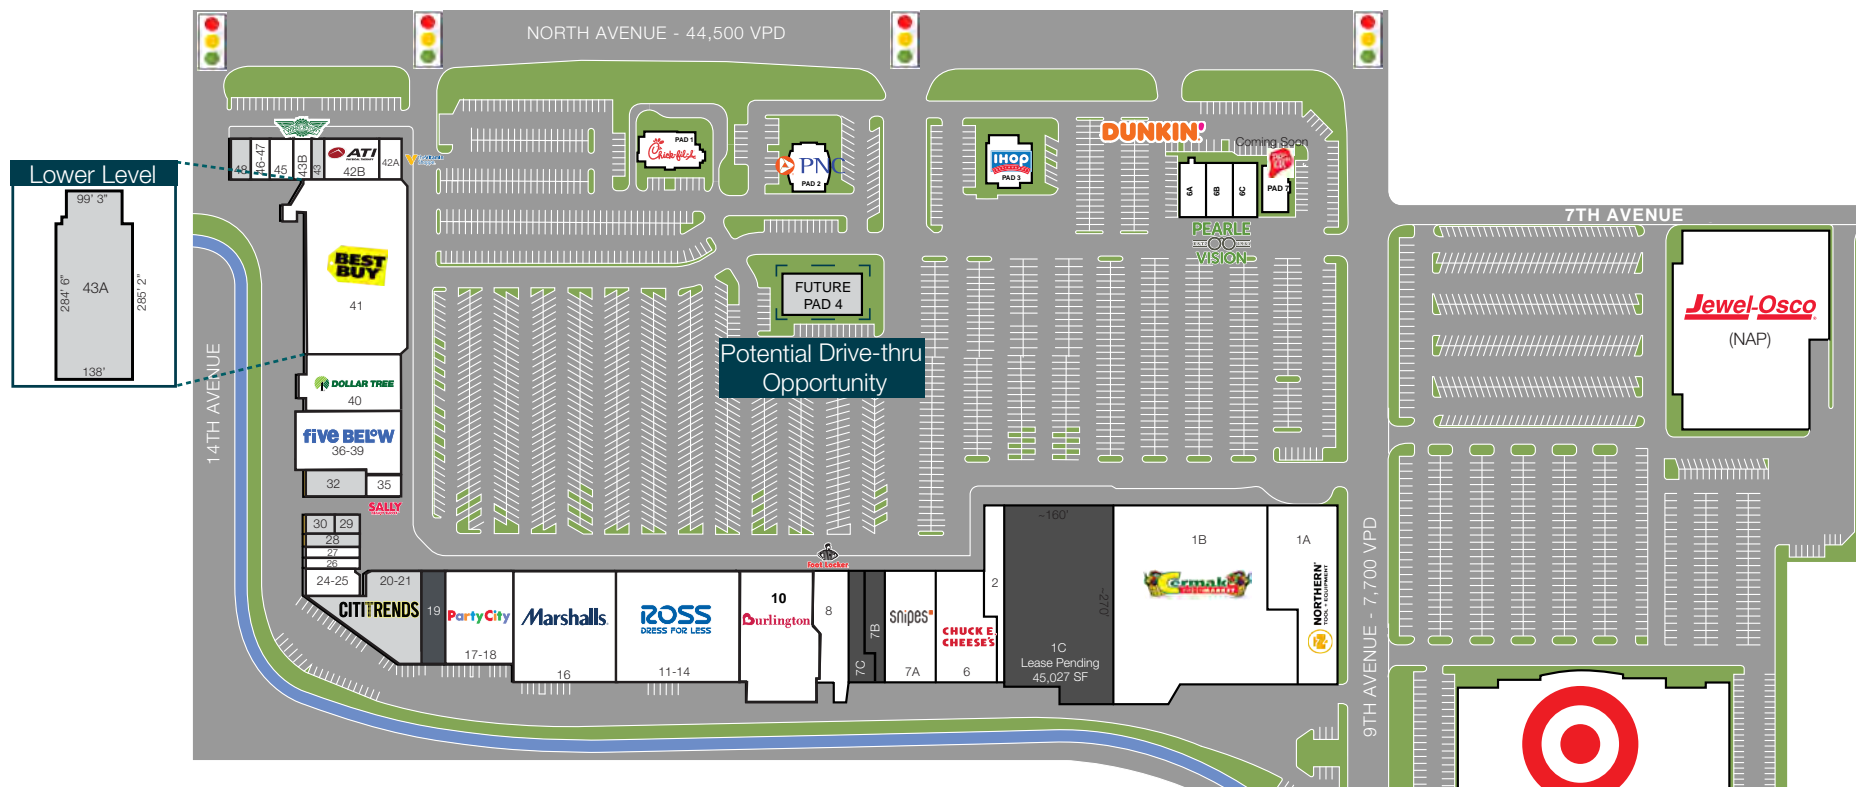 NORTH AVENUE - 44,500 VPD
Lower Level
99' 3"
284' 6"
43A
285' 2"
138'
14TH AVENUE
48
46-47
45
43B
43
ATI
42B
42A
BEST
BUY
41
DOLLAR TREE
40
five BELOW
36-39
32
35
SALLY
30
29
28
27
26
24-25
20-21
CITITRENDS
19
PartyCity
17-18
Marshalls
16
ROSS
DRESS FOR LESS
11-14
10
Burlington
Foot Locker
8
7C
7B
snipes
7A
CHUCK E.
CHEESE'S
6
2
~160'
~270'
1C
Lease Pending
45,027 SF
1B
Cermak
1A
NORTHERN
TOOL + EQUIPMENT
PAD 1
Chick-fil-A
PNC
PAD 2
IHOP
PAD 3
FUTURE
PAD 4
Potential Drive-thru
Opportunity
DUNKIN'
Coming Soon
6A
6B
6C
PAD 7
PEARLE
VISION
7TH AVENUE
Jewel-Osco
(NAP)
9TH AVENUE - 7,700 VPD